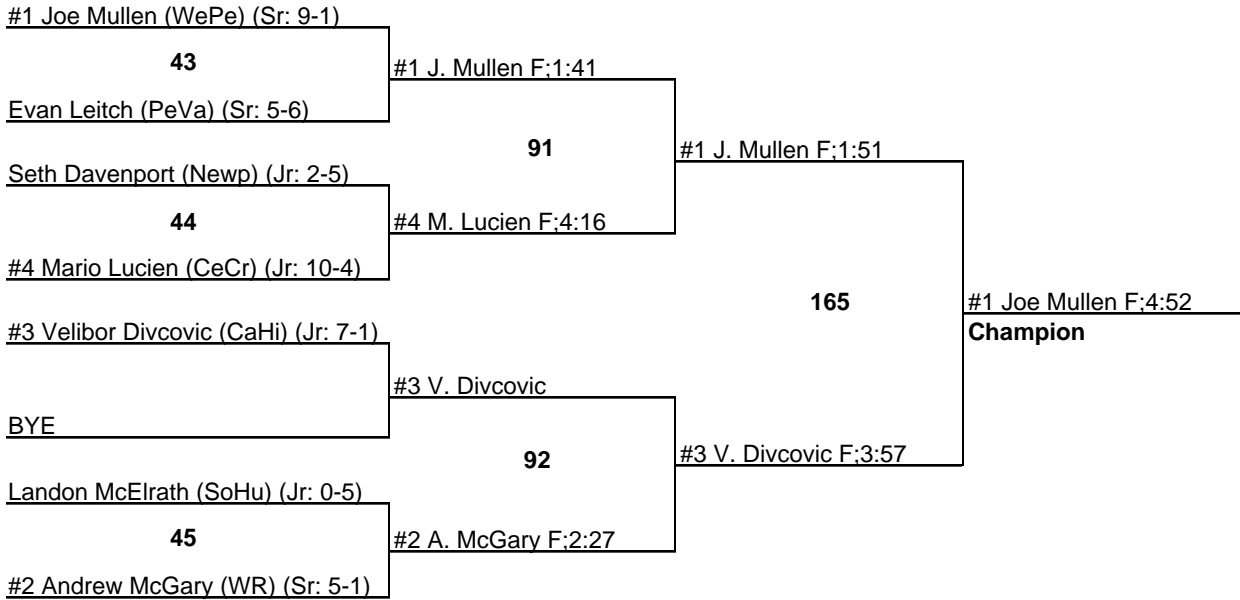 #1 Joe Mullen (WePe) (Sr: 9-1)
43
#1 J. Mullen F;1:41
Evan Leitch (PeVa) (Sr: 5-6)
91
#1 J. Mullen F;1:51
Seth Davenport (Newp) (Jr: 2-5)
44
#4 M. Lucien F;4:16
#4 Mario Lucien (CeCr) (Jr: 10-4)
165
#1 Joe Mullen F;4:52
Champion
#3 Velibor Divcovic (CaHi) (Jr: 7-1)
#3 V. Divcovic
BYE
92
#3 V. Divcovic F;3:57
Landon McElrath (SoHu) (Jr: 0-5)
45
#2 A. McGary F;2:27
#2 Andrew McGary (WR) (Sr: 5-1)